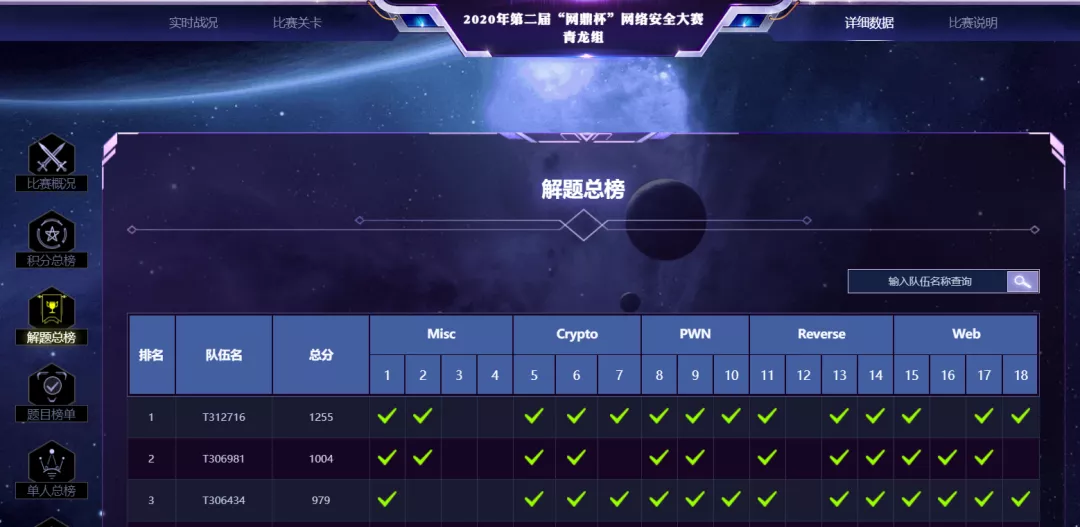 实时战况
比赛关卡
2020年第二届“网鼎杯”网络安全大赛
青龙组
详细数据
比赛说明
比赛概况
积分总榜
解题总榜
题目榜单
单人总榜
解题总榜
输入队伍名称查询
排名 队伍名 总分 Misc Crypto PWN Reverse Web
1 2 3 4 5 6 7 8 9 10 11 12 13 14 15 16 17 18
1 T312716 1255
2 T306981 1004
3 T306434 979